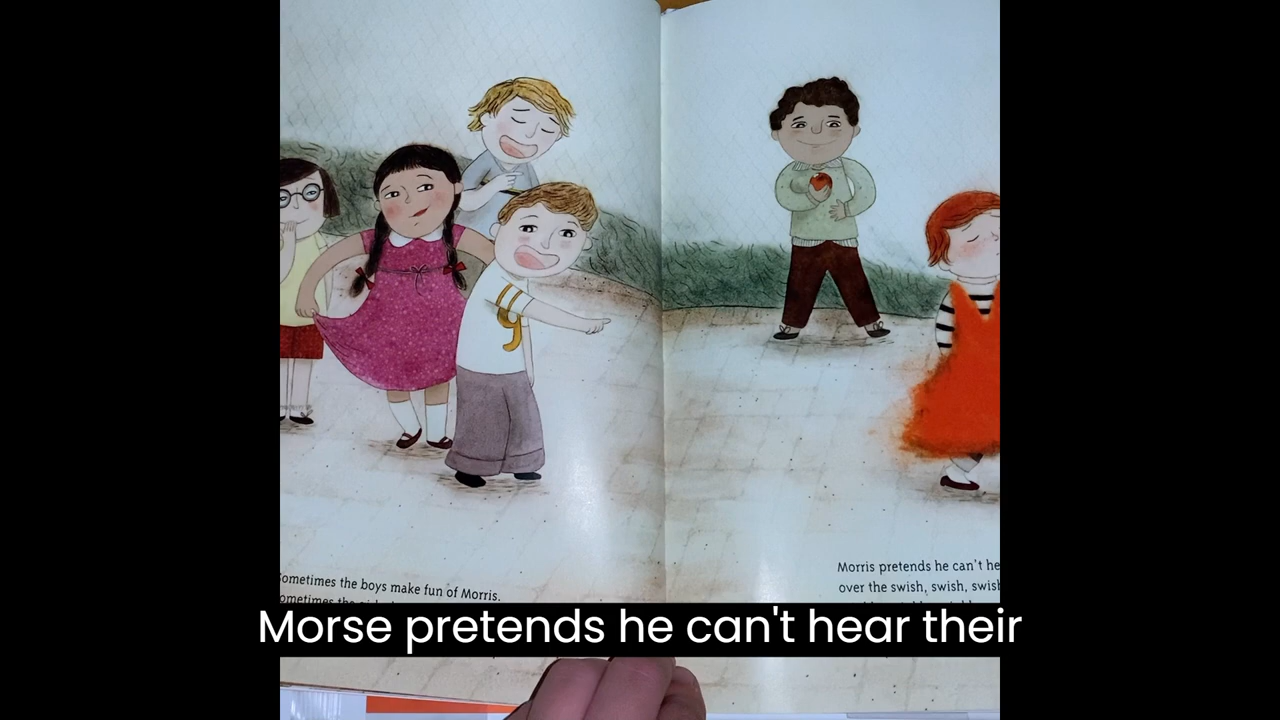 9
Sometimes the boys make fun of Morris.
Morris pretends he can't he
over the swish, swish, swish
Morse pretends he can't hear their